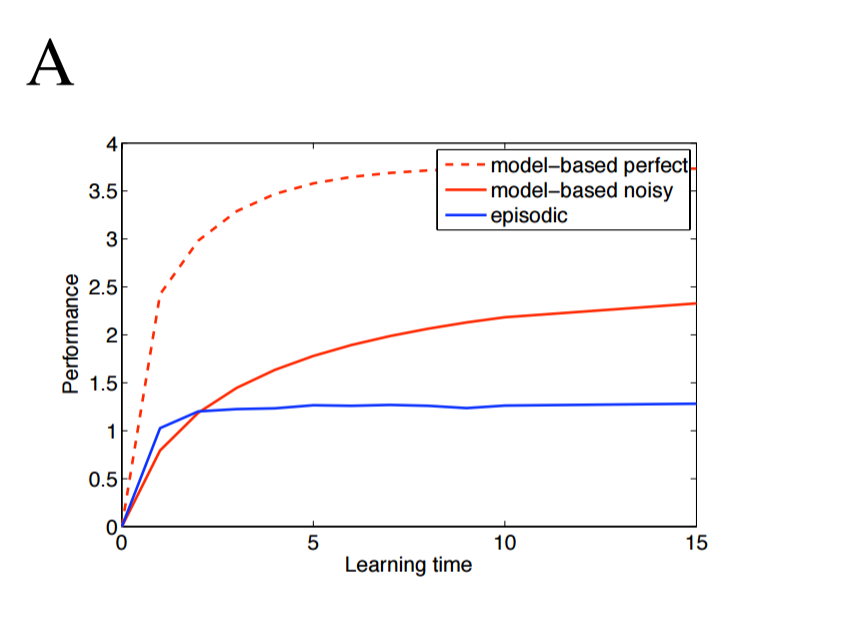 A
4
3.5
3
2.5
2
1.5
1
0.5
0
Performance
model-based perfect
model-based noisy
episodic
0 5 10 15
Learning time